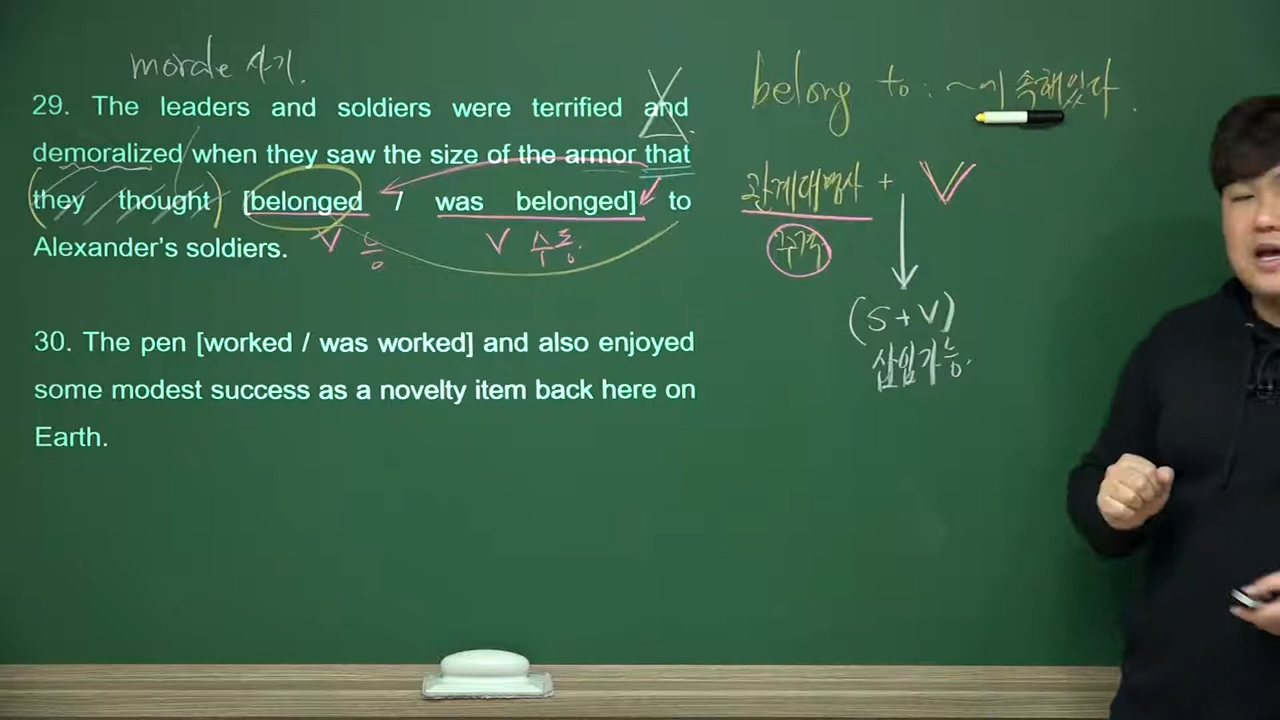 morale 사기.
29. The leaders and soldiers were terrified and
demoralized when they saw the size of the armor that
(they thought) [belonged / was belonged] to
V 능 V 수동.
Alexander's soldiers.
30. The pen [worked / was worked] and also enjoyed
some modest success as a novelty item back here on
Earth.
belong to : ~에 속해있다.
관계대명사 + V
주격
(S+V)
삽입가능.